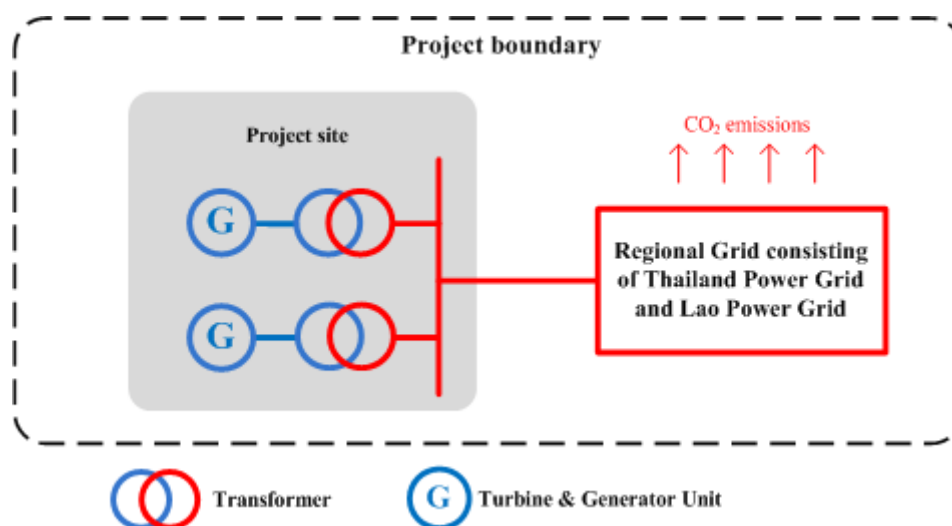 Project boundary
Project site
CO₂ emissions
G
Regional Grid consisting
of Thailand Power Grid
and Lao Power Grid
G
Transformer
G
Turbine & Generator Unit